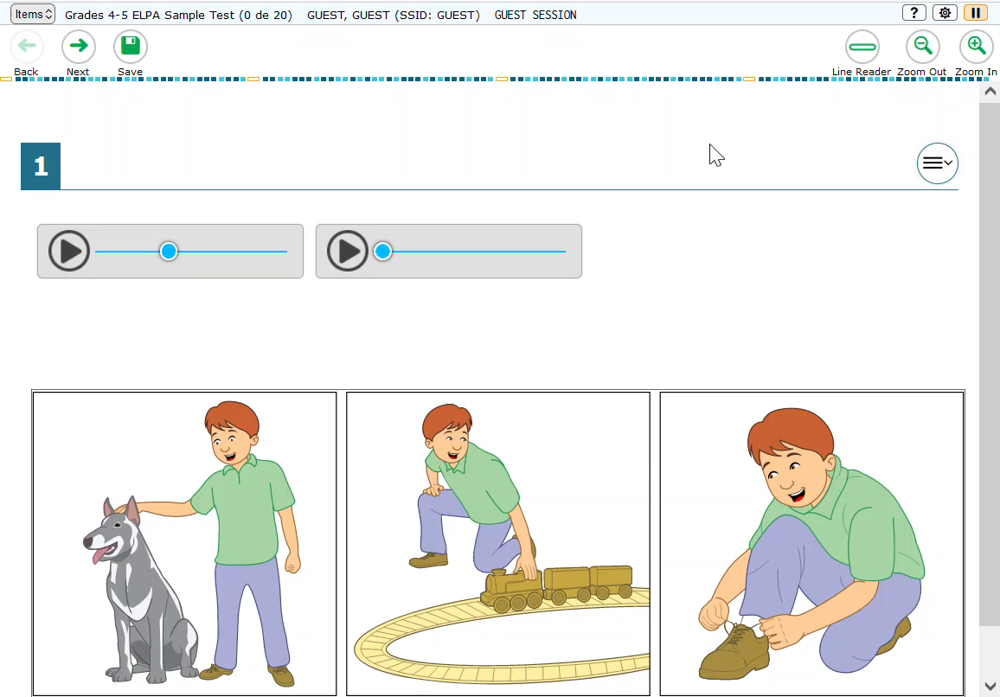 Items Grades 4-5 ELPA Sample Test (0 de 20) GUEST, GUEST (SSID: GUEST) GUEST SESSION ?
Back Next Save Line Reader Zoom Out Zoom In
1